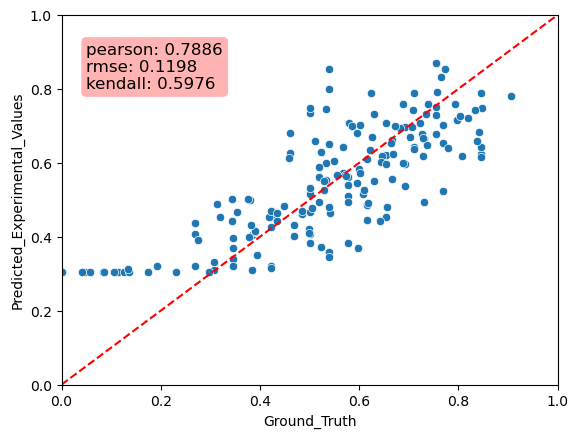 pearson: 0.7886
rmse: 0.1198
kendall: 0.5976
1.0
0.8
0.6
0.4
0.2
0.0
Predicted_Experimental_Values
0.0 0.2 0.4 0.6 0.8 1.0
Ground_Truth